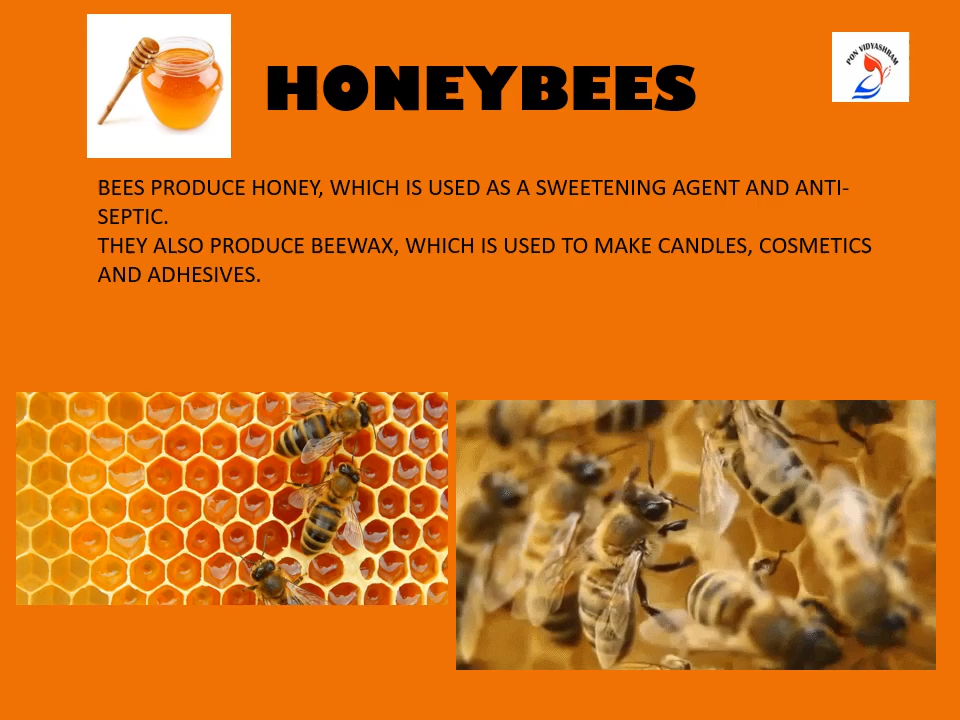 PON VIDYASHRAM
HONEYBEES
BEES PRODUCE HONEY, WHICH IS USED AS A SWEETENING AGENT AND ANTI-
SEPTIC.
THEY ALSO PRODUCE BEEWAX, WHICH IS USED TO MAKE CANDLES, COSMETICS
AND ADHESIVES.